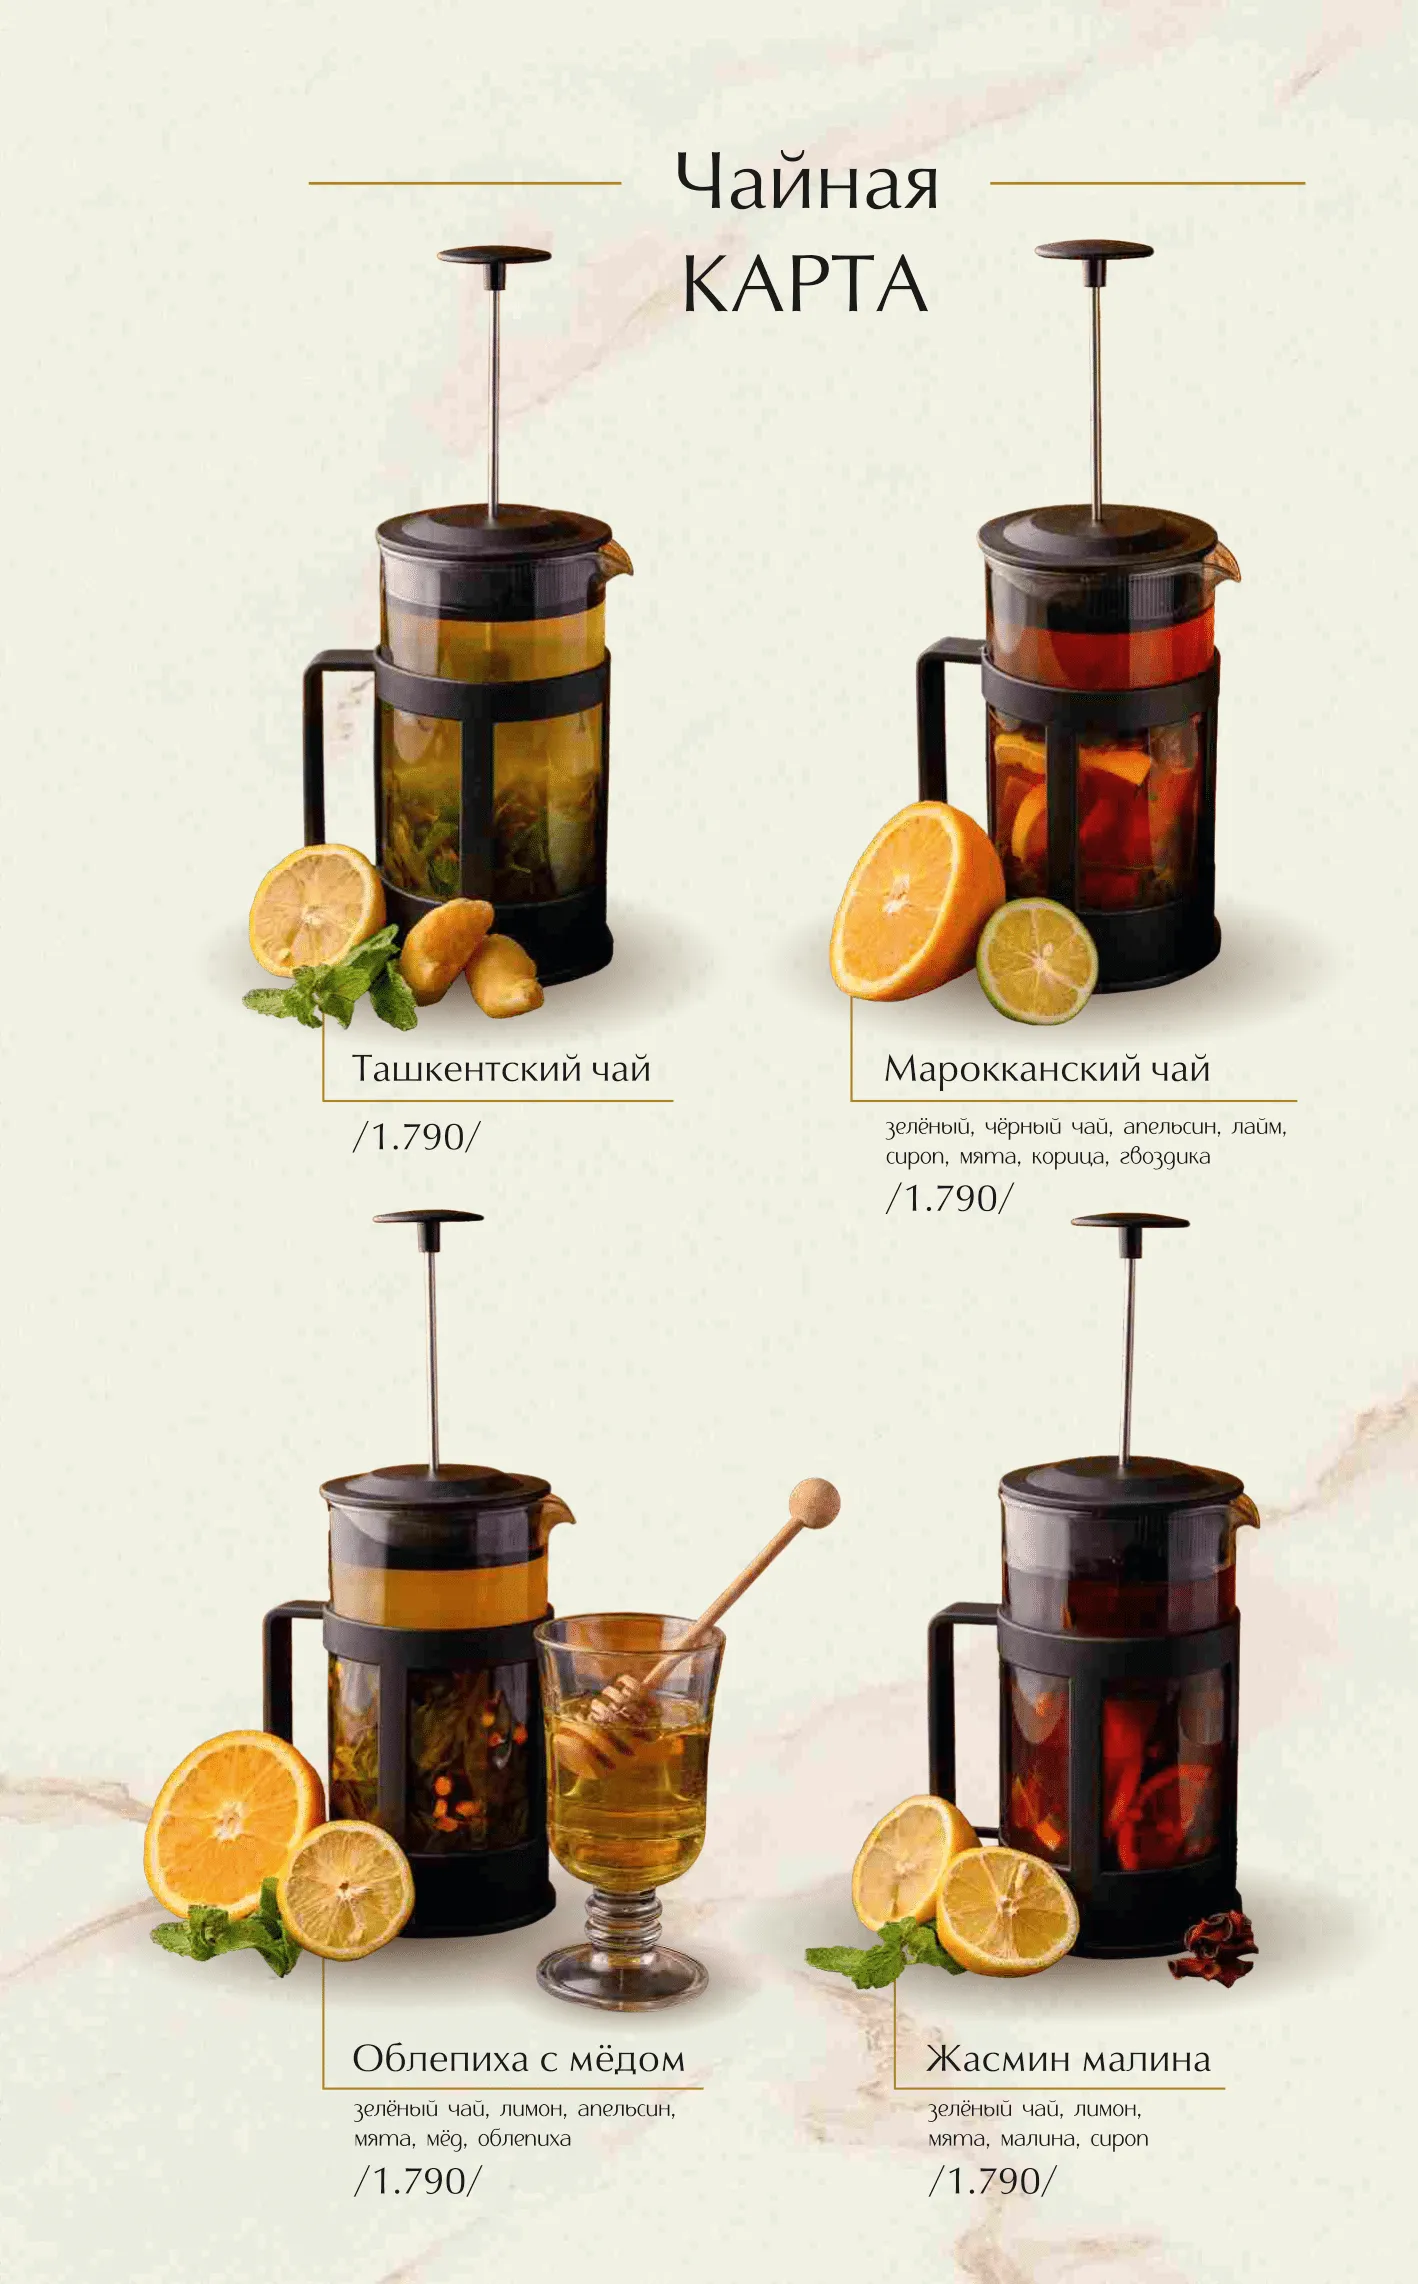 Чайная
КАРТА
Ташкентский чай
/1.790/
Марокканский чай
зелёный, чёрный чай, апельсин, лайм,
сироп, мята, корица, гвоздика
/1.790/
Облепиха с мёдом
зелёный чай, лимон, апельсин,
мята, мёд, облепиха
/1.790/
Жасмин малина
зелёный чай, лимон,
мята, малина, сироп
/1.790/